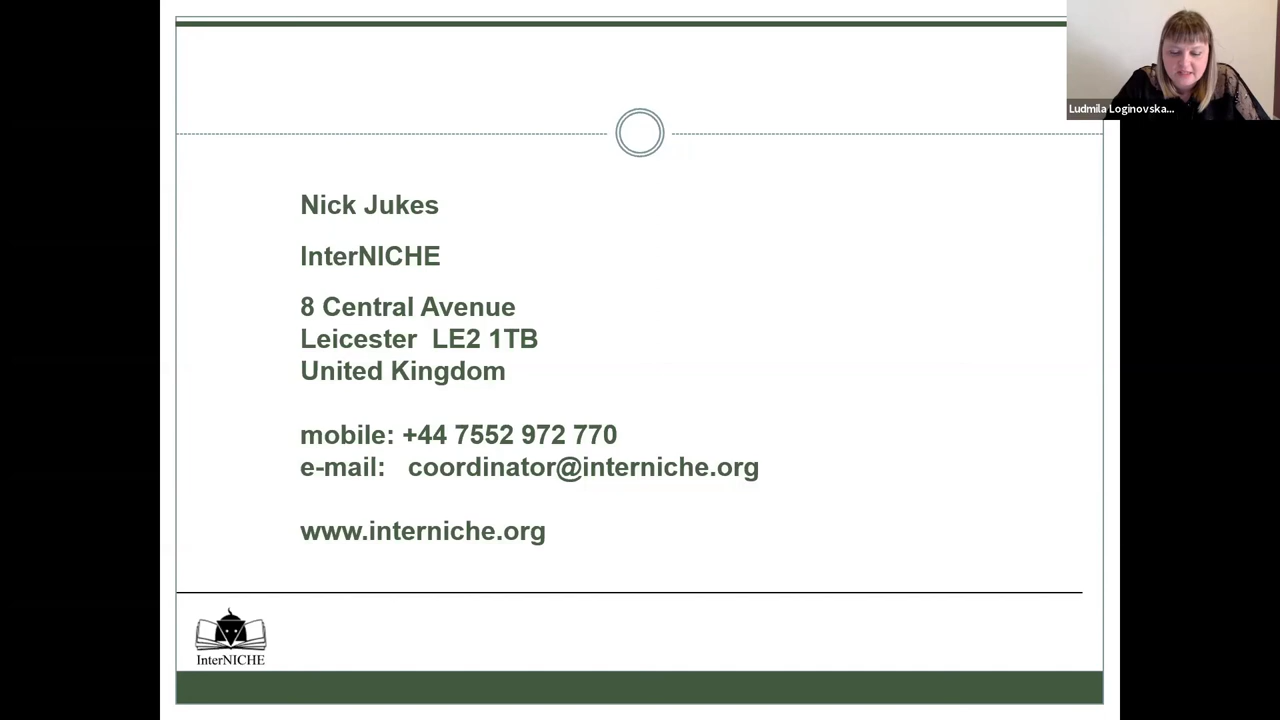 Ludmila Loginovska...
Nick Jukes
InterNICHE
8 Central Avenue
Leicester LE2 1TB
United Kingdom
mobile: +44 7552 972 770
e-mail: coordinator@interniche.org
www.interniche.org
InterNICHE